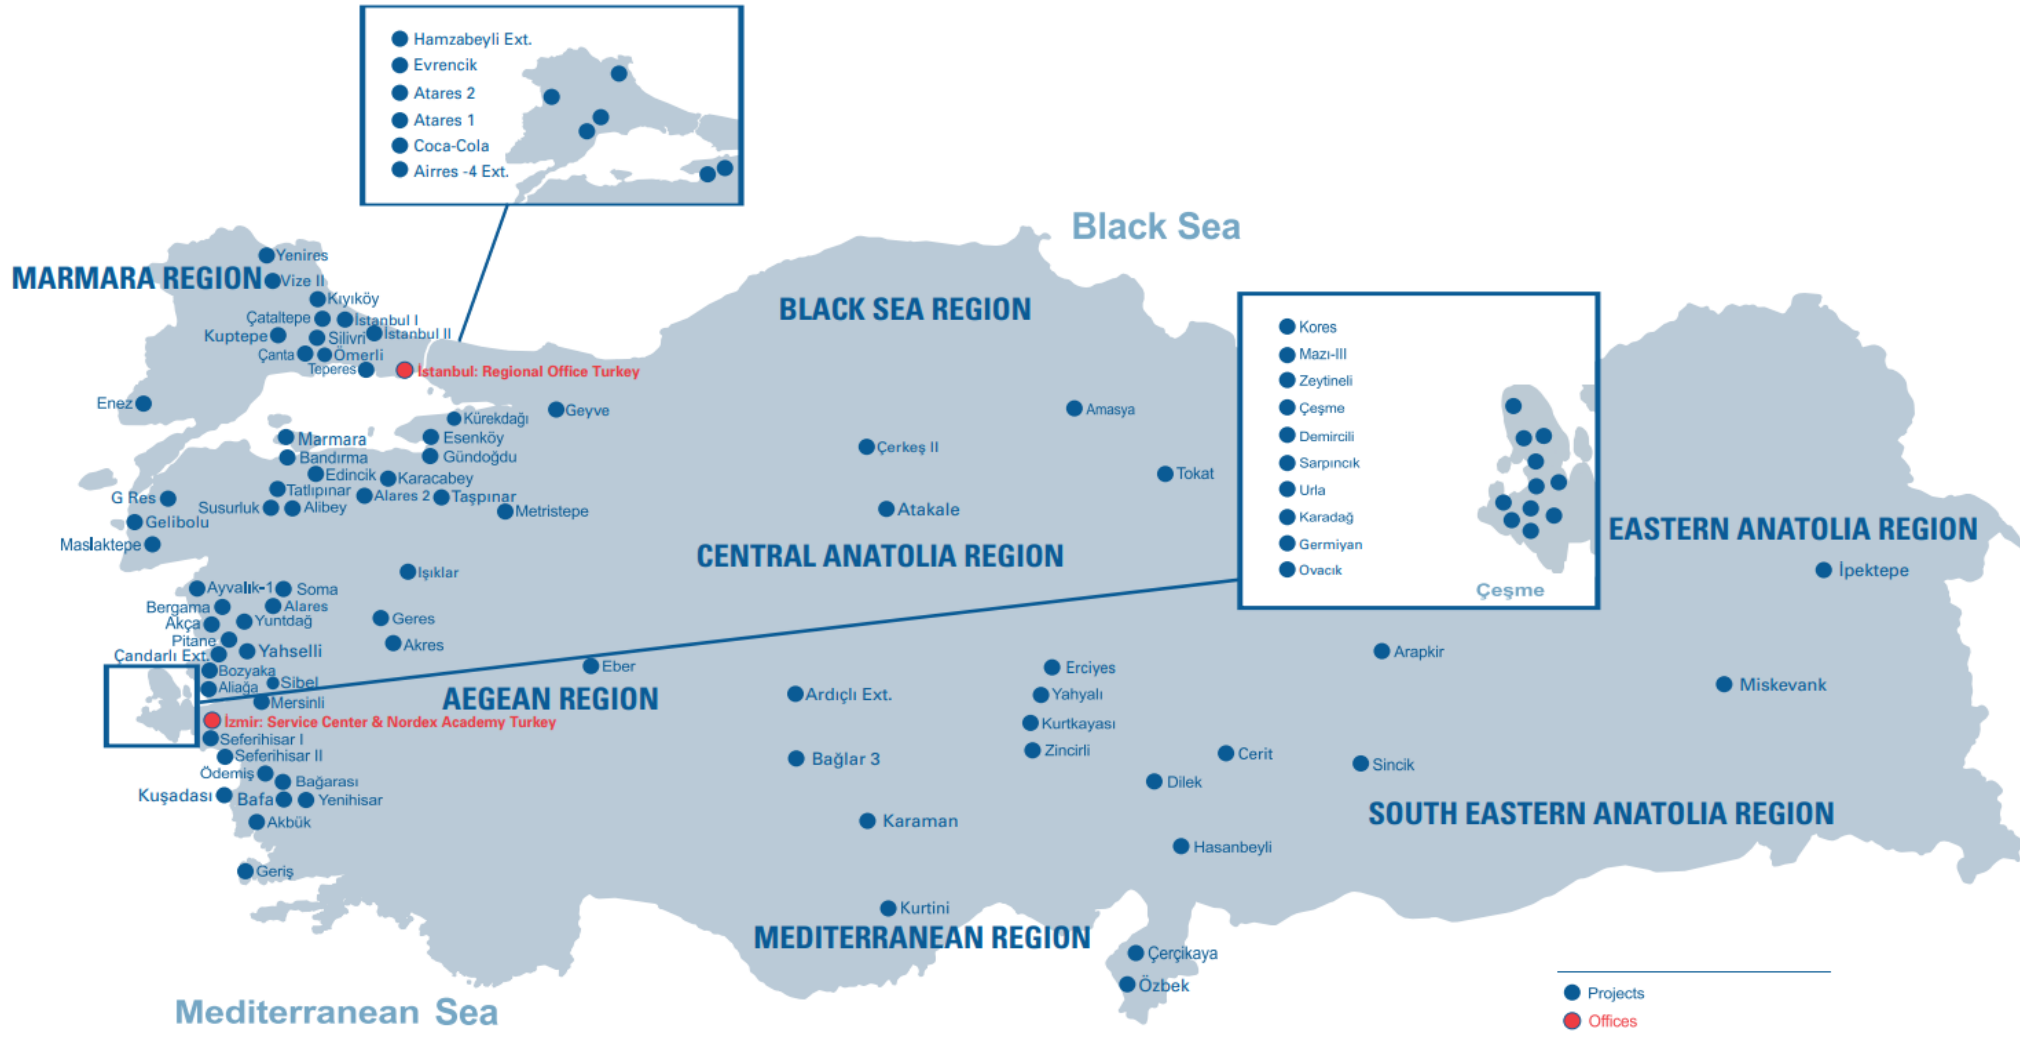 Hamzabeyli Ext.
Evrencik
Atares 2
Atares 1
Coca-Cola
Airres -4 Ext.
Black Sea
MARMARA REGION
Yenires
Vize II
Kıyıköy
Çataltepe
İstanbul I
Kuptepe
Silivri
İstanbul II
Çanta
Ömerli
Teperes
İstanbul: Regional Office Turkey
Enez
Kürekdağı
Geyve
Marmara
Esenköy
Bandırma
Gündoğdu
Edincik
Karacabey
Tatlıpınar
Alares 2
Taşpınar
G Res
Susurluk
Alibey
Metristepe
Gelibolu
Maslaktepe
BLACK SEA REGION
Amasya
Çerkeş II
Tokat
Atakale
CENTRAL ANATOLIA REGION
Kores
Mazı-III
Zeytineli
Çeşme
Demircili
Sarpıncık
Urla
Karadağ
Germiyan
Ovacık
Çeşme
EASTERN ANATOLIA REGION
İpektepe
Işıklar
Ayvalık-1
Soma
Bergama
Alares
Akça
Yuntdağ
Geres
Pitane
Akres
Çandarlı Ext.
Yahselli
Bozyaka
Aliağa
Sibel
Mersinli
Eber
AEGEAN REGION
İzmir: Service Center & Nordex Academy Turkey
Seferihisar I
Seferihisar II
Ödemiş
Bağarası
Kuşadası
Bafa
Yenihisar
Akbük
Geriş
Ardıçlı Ext.
Erciyes
Yahyalı
Kurtkayası
Zincirli
Bağlar 3
Arapkir
Miskevank
Cerit
Sincik
Dilek
Karaman
SOUTH EASTERN ANATOLIA REGION
Hasanbeyli
Kurtini
MEDITERRANEAN REGION
Çerçikaya
Özbek
Mediterranean Sea
Projects
Offices